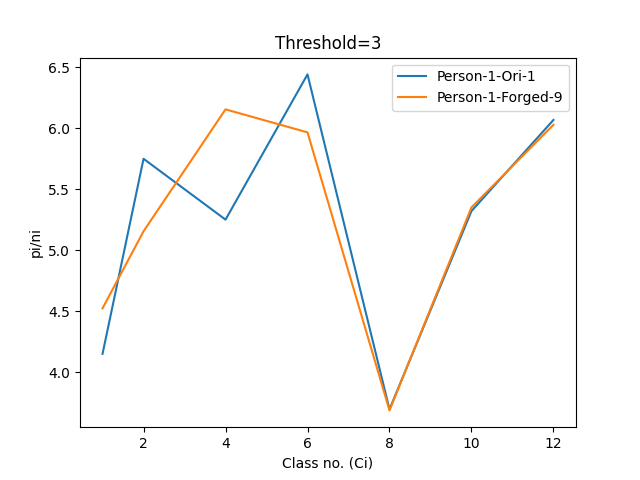 Threshold=3
Person-1-Ori-1
Person-1-Forged-9
6.5
6.0
5.5
5.0
4.5
4.0
pi/ni
2 4 6 8 10 12
Class no. (Ci)